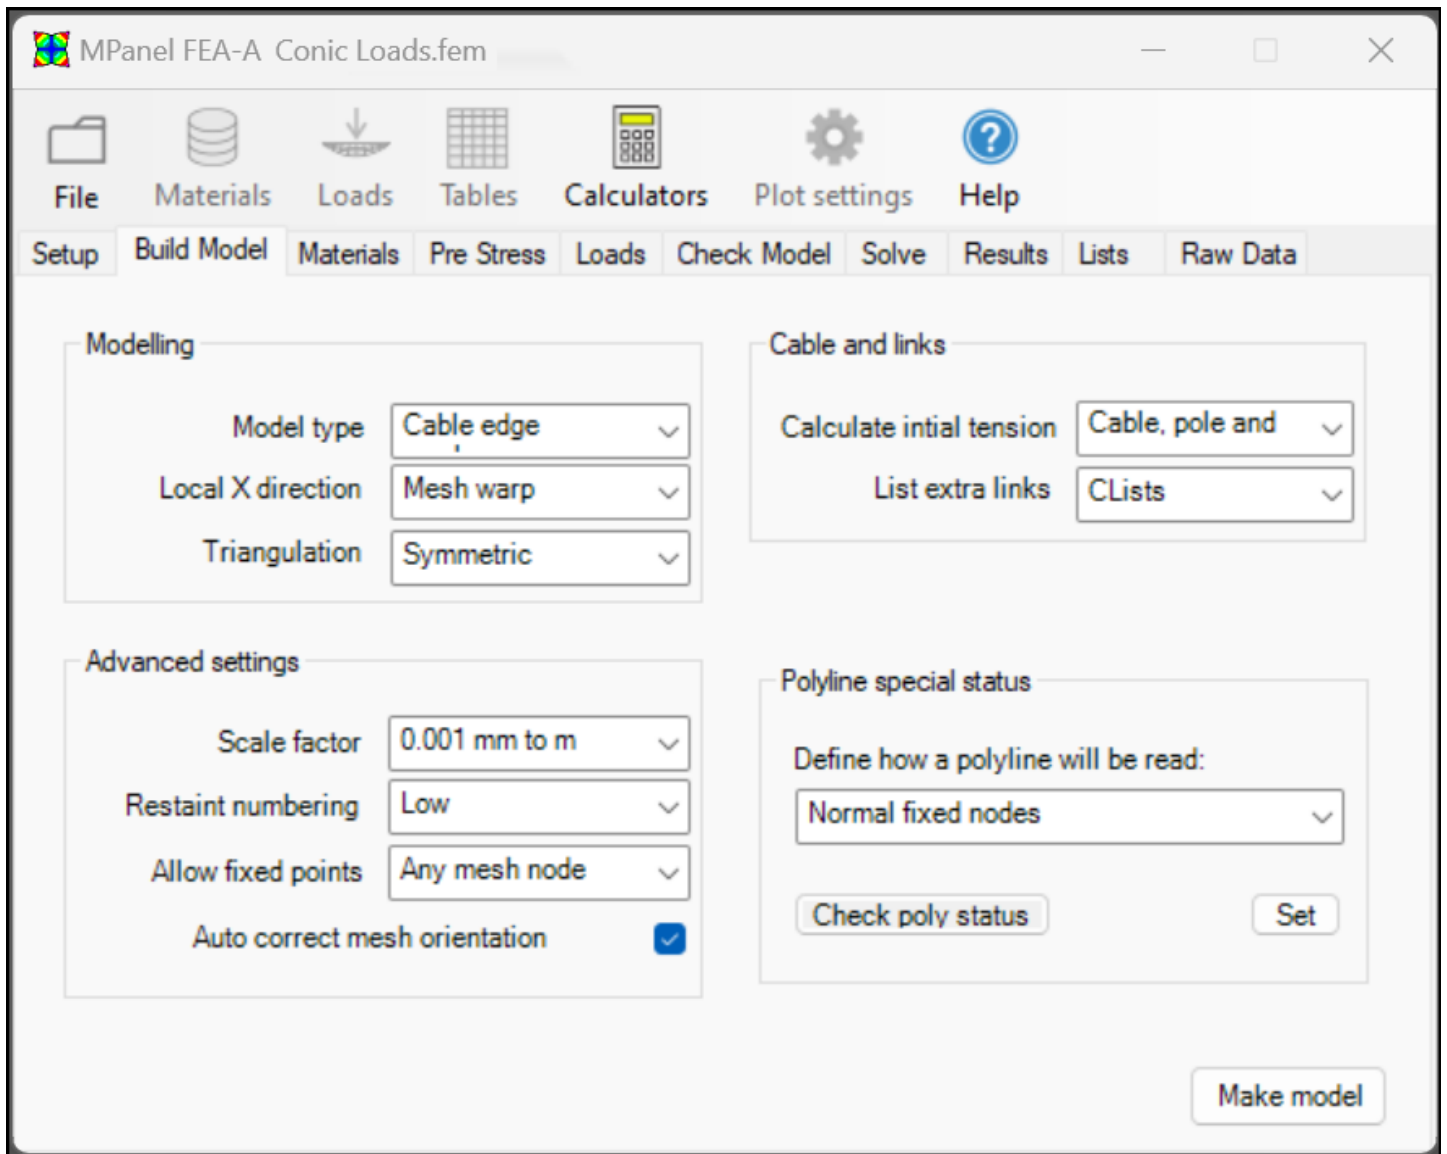 MPanel FEA-A Conic Loads.fem
File Materials Loads Tables Calculators Plot settings Help
Setup Build Model Materials Pre Stress Loads Check Model Solve Results Lists Raw Data
Modelling
Model type Cable edge
Local X direction Mesh warp
Triangulation Symmetric
Cable and links
Calculate intial tension Cable, pole and
List extra links CLists
Advanced settings
Scale factor 0.001 mm to m
Restaint numbering Low
Allow fixed points Any mesh node
Auto correct mesh orientation
Polyline special status
Define how a polyline will be read:
Normal fixed nodes
Check poly status Set
Make model